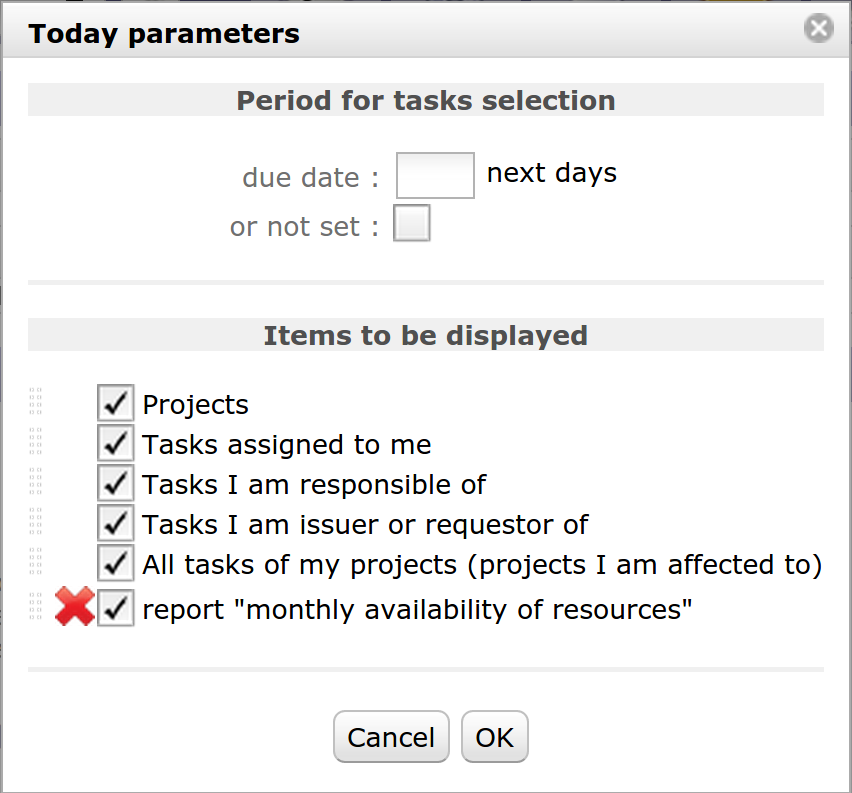 Today parameters
Period for tasks selection
due date : next days
or not set :
Items to be displayed
Projects
Tasks assigned to me
Tasks I am responsible of
Tasks I am issuer or requestor of
All tasks of my projects (projects I am affected to)
report "monthly availability of resources"
Cancel OK